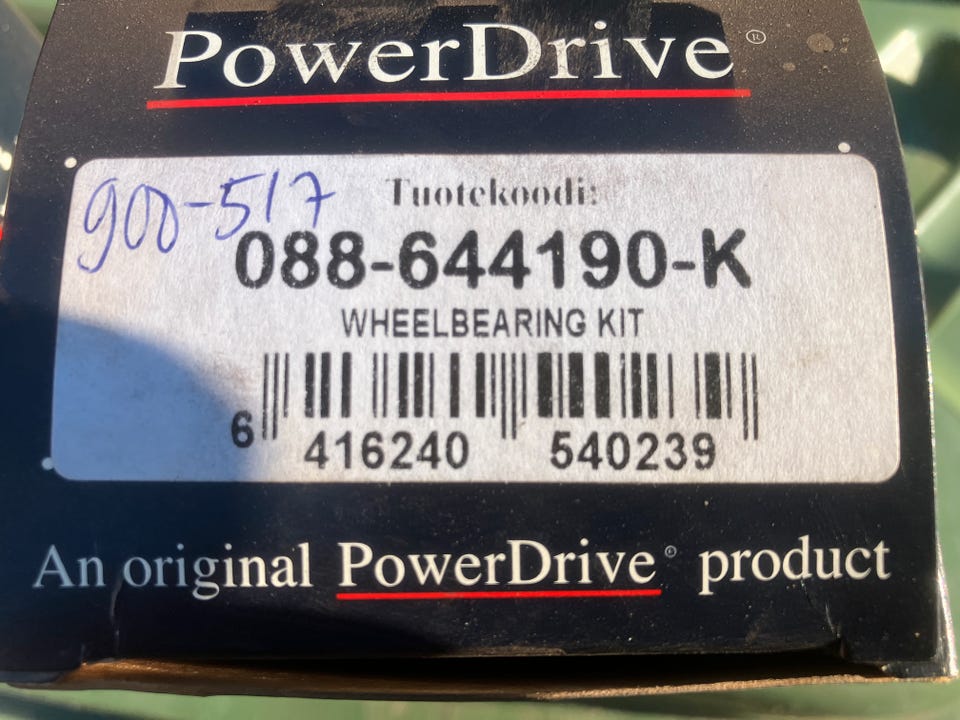 PowerDrive®
900-517
Tuotekoodi:
088-644190-K
WHEELBEARING KIT
6 416240 540239
An original PowerDrive® product